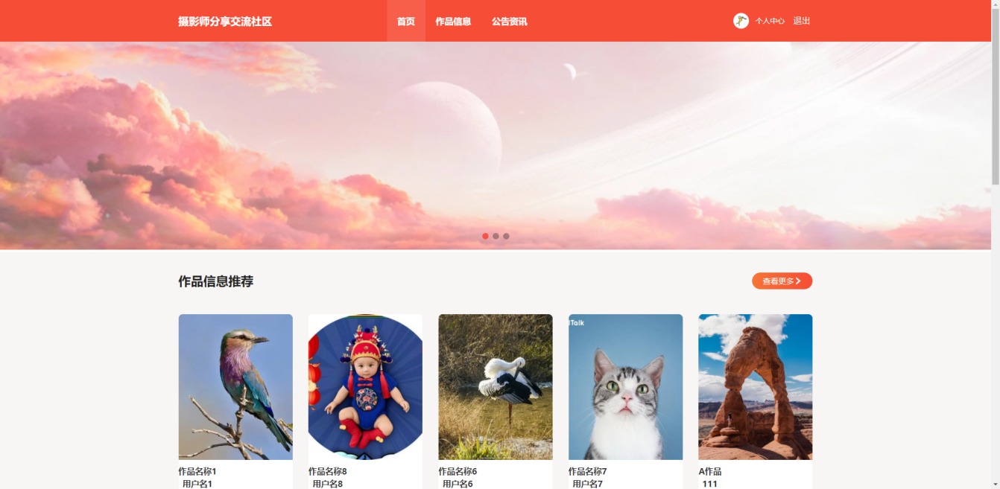 摄影师分享交流社区
首页
作品信息
公告资讯
个人中心
退出
作品信息推荐
查看更多
lTalk
作品名称1
用户名1
作品名称8
用户名8
作品名称6
用户名6
作品名称7
用户名7
A作品
111